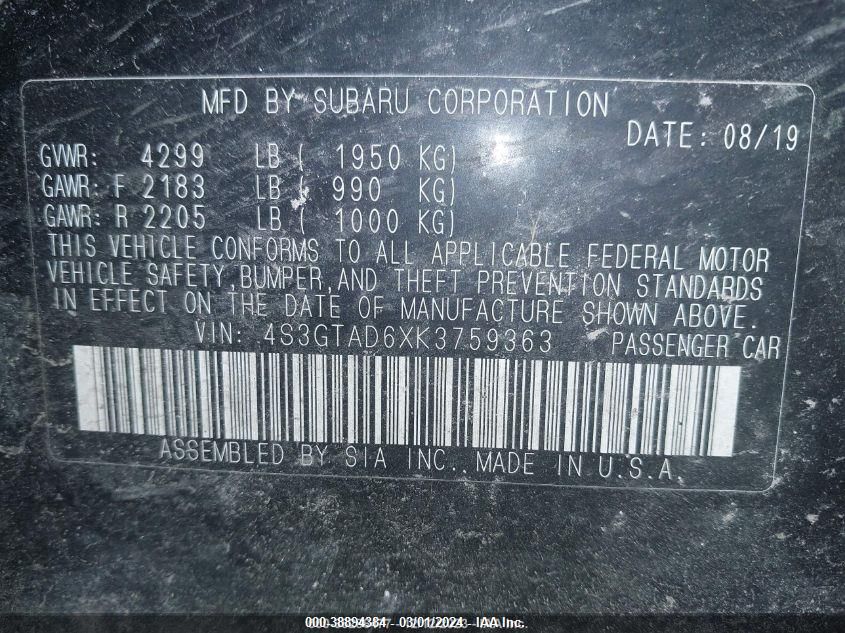 MFD BY SUBARU CORPORATION
DATE: 08/19
GVWR: 4299 LB ( 1950 KG)
GAWR: F 2183 LB ( 990 KG)
GAWR: R 2205 LB ( 1000 KG)
THIS VEHICLE CONFORMS TO ALL APPLICABLE FEDERAL MOTOR
VEHICLE SAFETY,BUMPER,AND THEFT PREVENTION STANDARDS
IN EFFECT ON THE DATE OF MANUFACTURE SHOWN ABOVE.
VIN: 4S3GTAD6XK3759363 PASSENGER CAR
ASSEMBLED BY SIA INC.,MADE IN U.S.A.
000-38894384 - 03/01/2024 - IAA Inc.